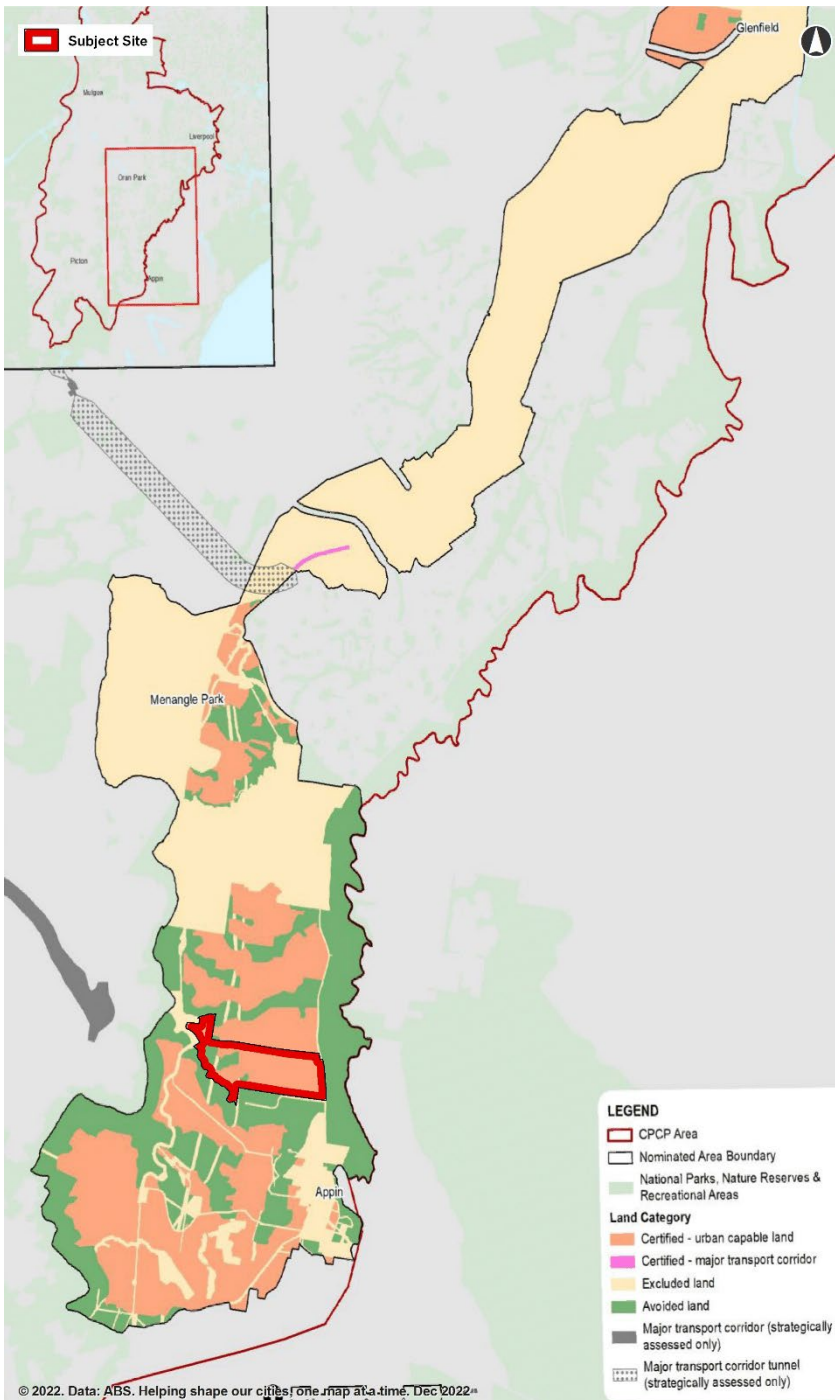 Subject Site
Glenfield
Mulgoa
Liverpool
Oran Park
Picton
Appin
Menangle Park
Appin
LEGEND
CPCP Area
Nominated Area Boundary
National Parks, Nature Reserves &
Recreational Areas
Land Category
Certified - urban capable land
Certified - major transport corridor
Excluded land
Avoided land
Major transport corridor (strategically
assessed only)
Major transport corridor tunnel
(strategically assessed only)
© 2022. Data: ABS. Helping shape our cities, one map at a time. Dec 2022